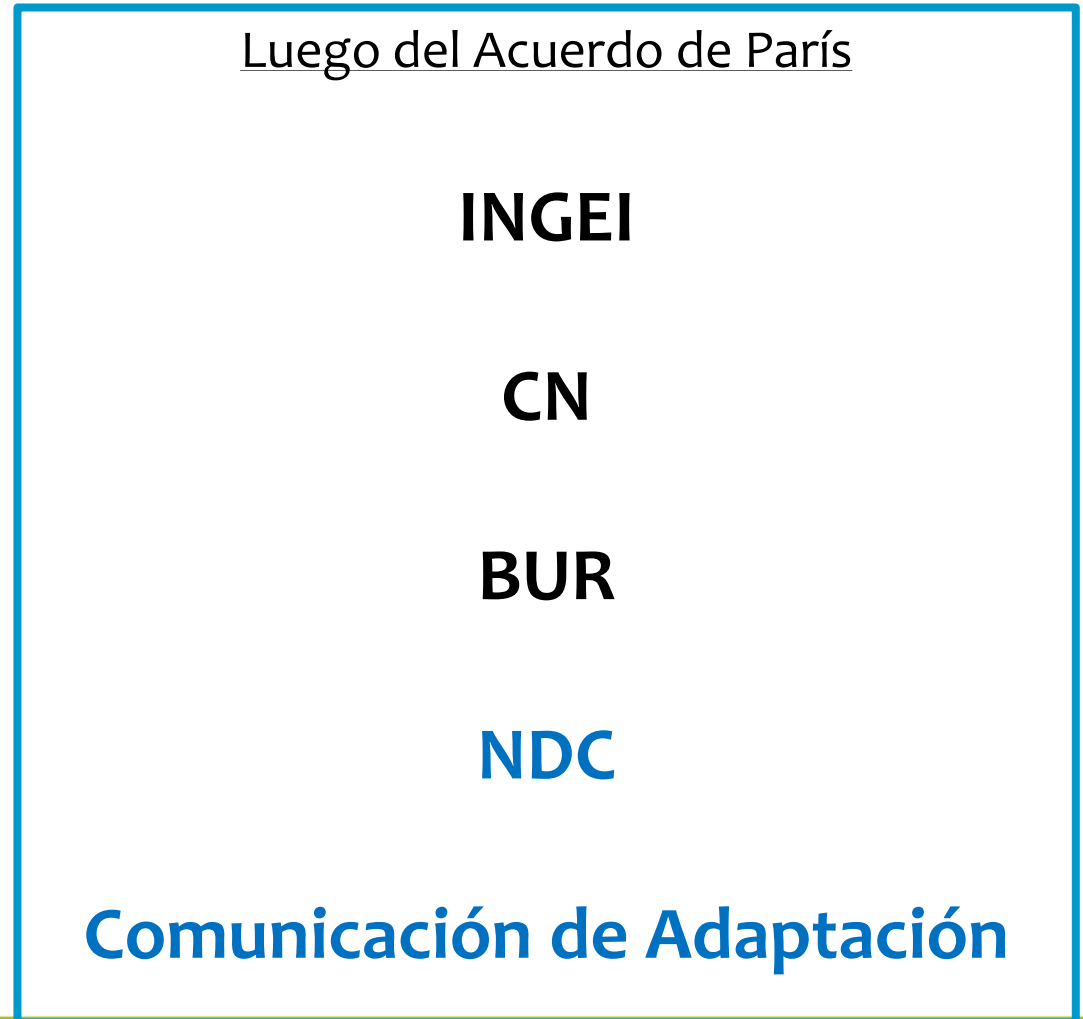 Luego del Acuerdo de París
INGEI
CN
BUR
NDC
Comunicación de Adaptación